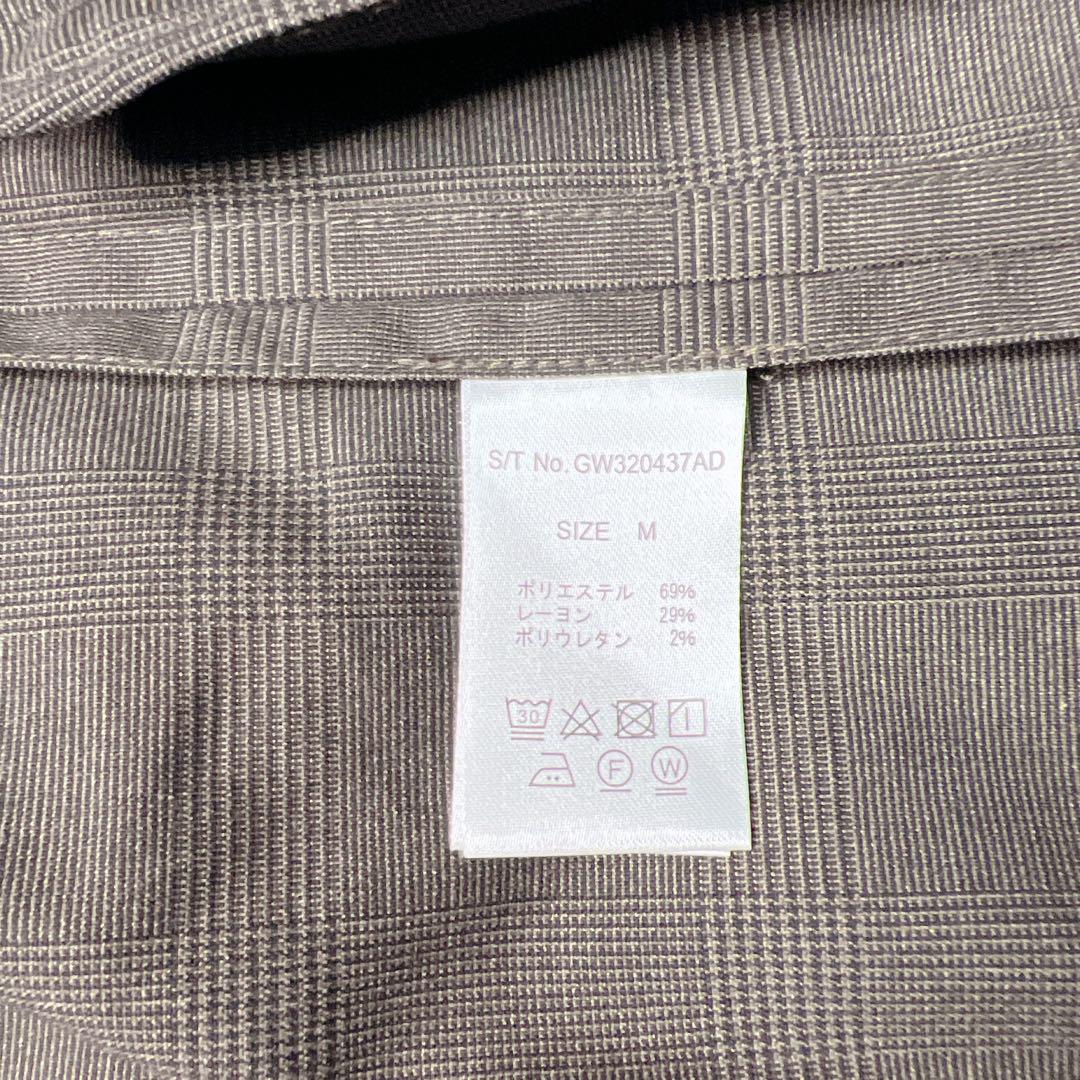 S/T No. GW320437AD
SIZE M
ポリエステル 69%
レーヨン 29%
ポリウレタン 2%
30
F W